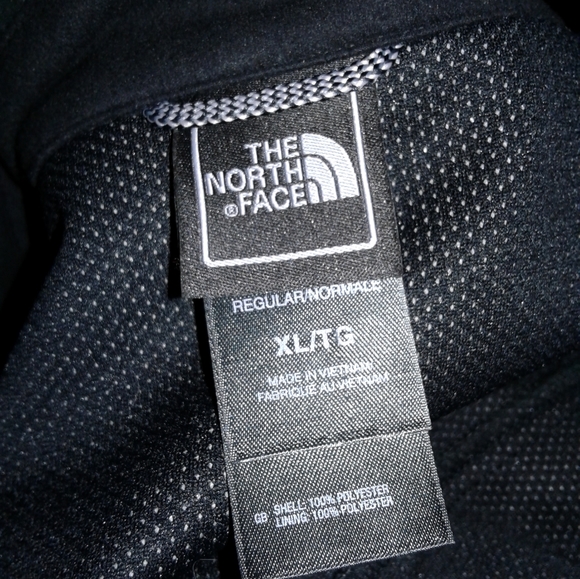 THE
NORTH
®FACE
REGULAR/NORMALE
XL/TG
MADE IN VIETNAM
FABRIQUE AU VIETNAM
GB SHELL: 100% POLYESTER
LINING: 100% POLYESTER